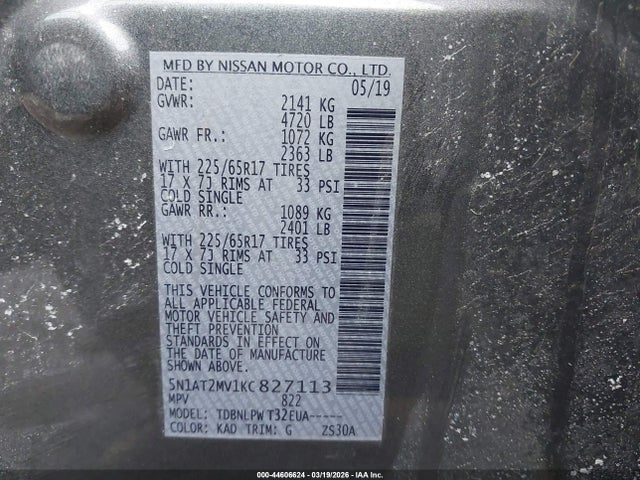 MFD BY NISSAN MOTOR CO., LTD.
DATE: 05/19
GVWR: 2141 KG
4720 LB
GAWR FR.: 1072 KG
2363 LB
WITH 225/65R17 TIRES
17 X 7J RIMS AT 33 PSI
COLD SINGLE
GAWR RR.: 1089 KG
2401 LB
WITH 225/65R17 TIRES
17 X 7J RIMS AT 33 PSI
COLD SINGLE
THIS VEHICLE CONFORMS TO
ALL APPLICABLE FEDERAL
MOTOR VEHICLE SAFETY AND
THEFT PREVENTION
STANDARDS IN EFFECT ON
THE DATE OF MANUFACTURE
SHOWN ABOVE.
5N1AT2MV1KC827113
MPV 822
MODEL: TDBNLPW T32EUA-----
COLOR: KAD TRIM: G ZS30A
000-44606624 | 03/19/2026 | IAA Inc.